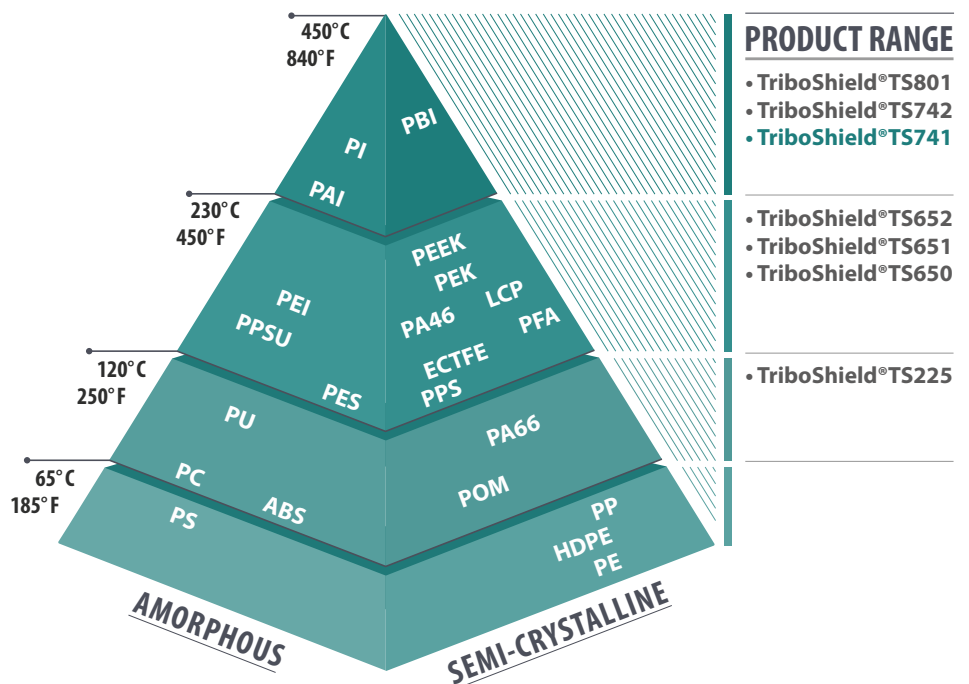 450°C
840°F
PRODUCT RANGE
• TriboShield®TS801
• TriboShield®TS742
• TriboShield®TS741
PBI
PI
PAI
230°C
450°F
• TriboShield®TS652
• TriboShield®TS651
• TriboShield®TS650
PEEK
PEK
LCP
PEI
PA46
PFA
PPSU
ECTFE
PES
PPS
120°C
250°F
• TriboShield®TS225
PU
PA66
65°C
185°F
PC
POM
ABS
PS
PP
HDPE
PE
AMORPHOUS
SEMI-CRYSTALLINE